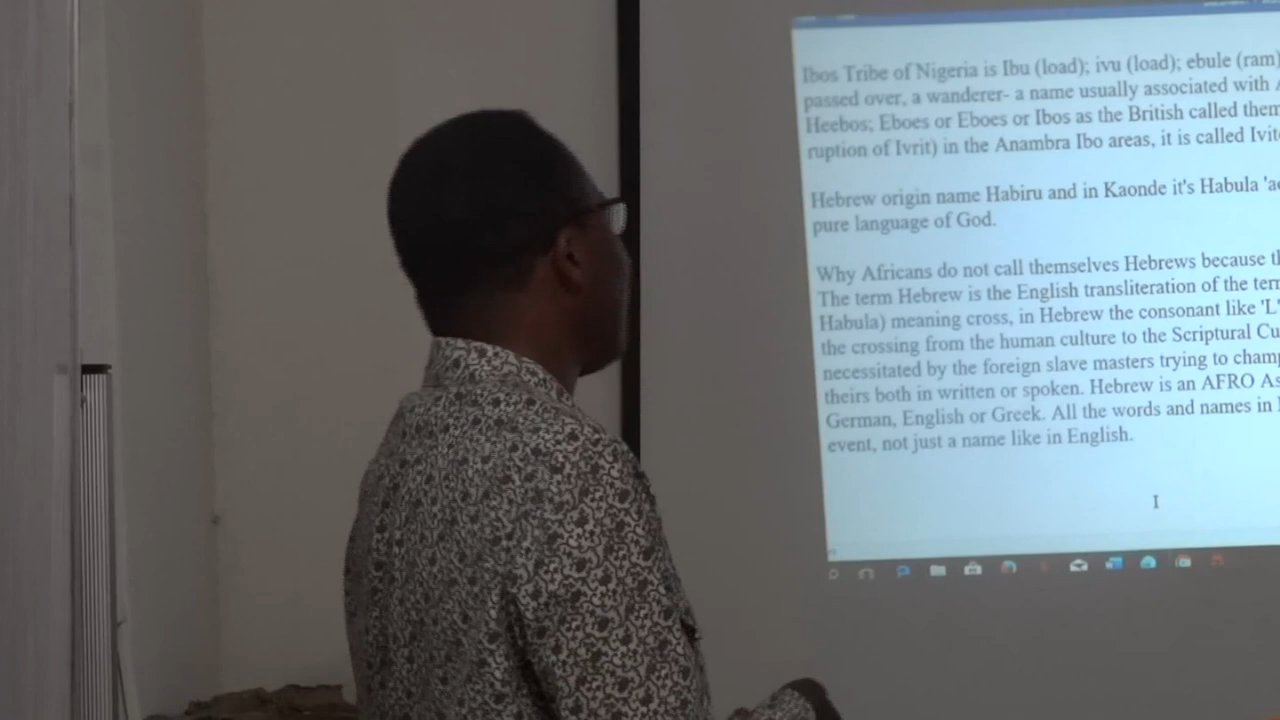 Ibos Tribe of Nigeria is Ibu (load); ivu (load); ebule (ram)
passed over, a wanderer- a name usually associated with
Heebos; Eboes or Eboes or Ibos as the British called them
ruption of Ivrit) in the Anambra Ibo areas, it is called
Hebrew origin name Habiru and in Kaonde it's Habula
pure language of God.
Why Africans do not call themselves Hebrews because
The term Hebrew is the English transliteration of the
Habula) meaning cross, in Hebrew the consonant like 'L'
the crossing from the human culture to the Scriptural
necessitated by the foreign slave masters trying to
theirs both in written or spoken. Hebrew is an AFRO
German, English or Greek. All the words and names in
event, not just a name like in English.